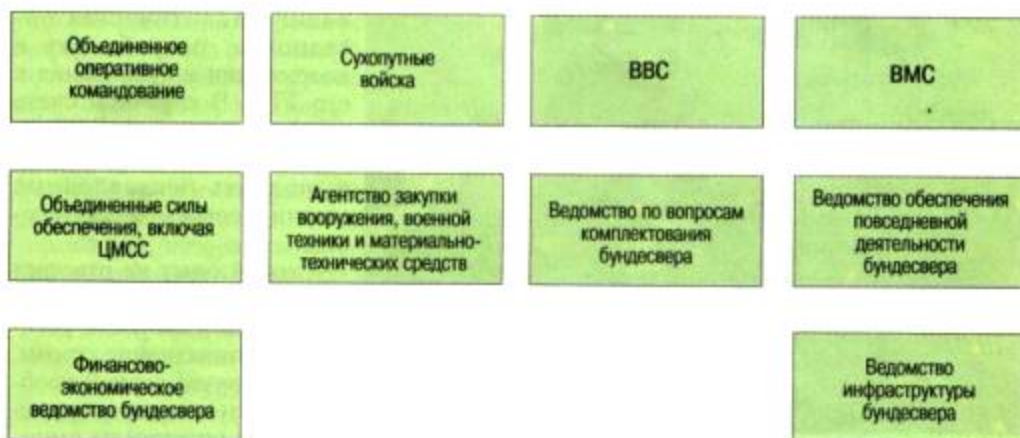 Объединенное
оперативное
командование
Сухопутные
войска
ВВС
ВМС
Объединенные силы
обеспечения, включая
ЦМСС
Агентство закупки
вооружения, военной
техники и материально-
технических средств
Ведомство по вопросам
комплектования
бундесвера
Ведомство обеспечения
повседневной
деятельности
бундесвера
Финансово-
экономическое
ведомство бундесвера
Ведомство
инфраструктуры
бундесвера